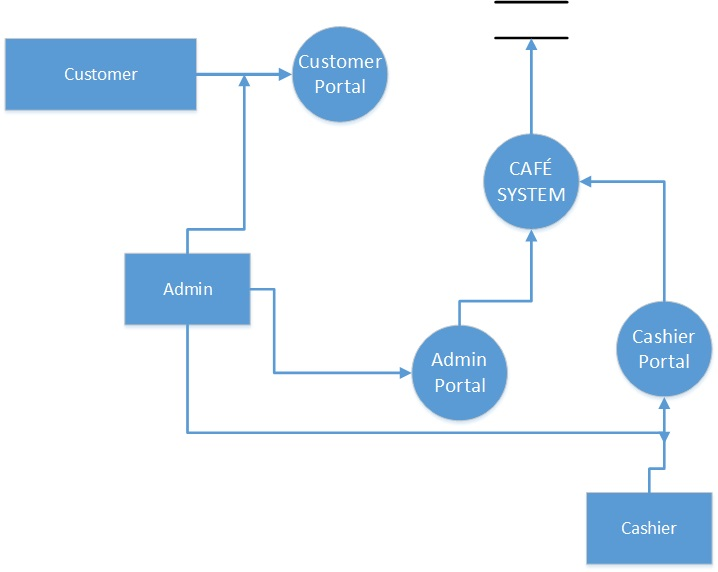 Customer
Customer
Portal
CAFÉ
SYSTEM
Admin
Admin
Portal
Cashier
Portal
Cashier